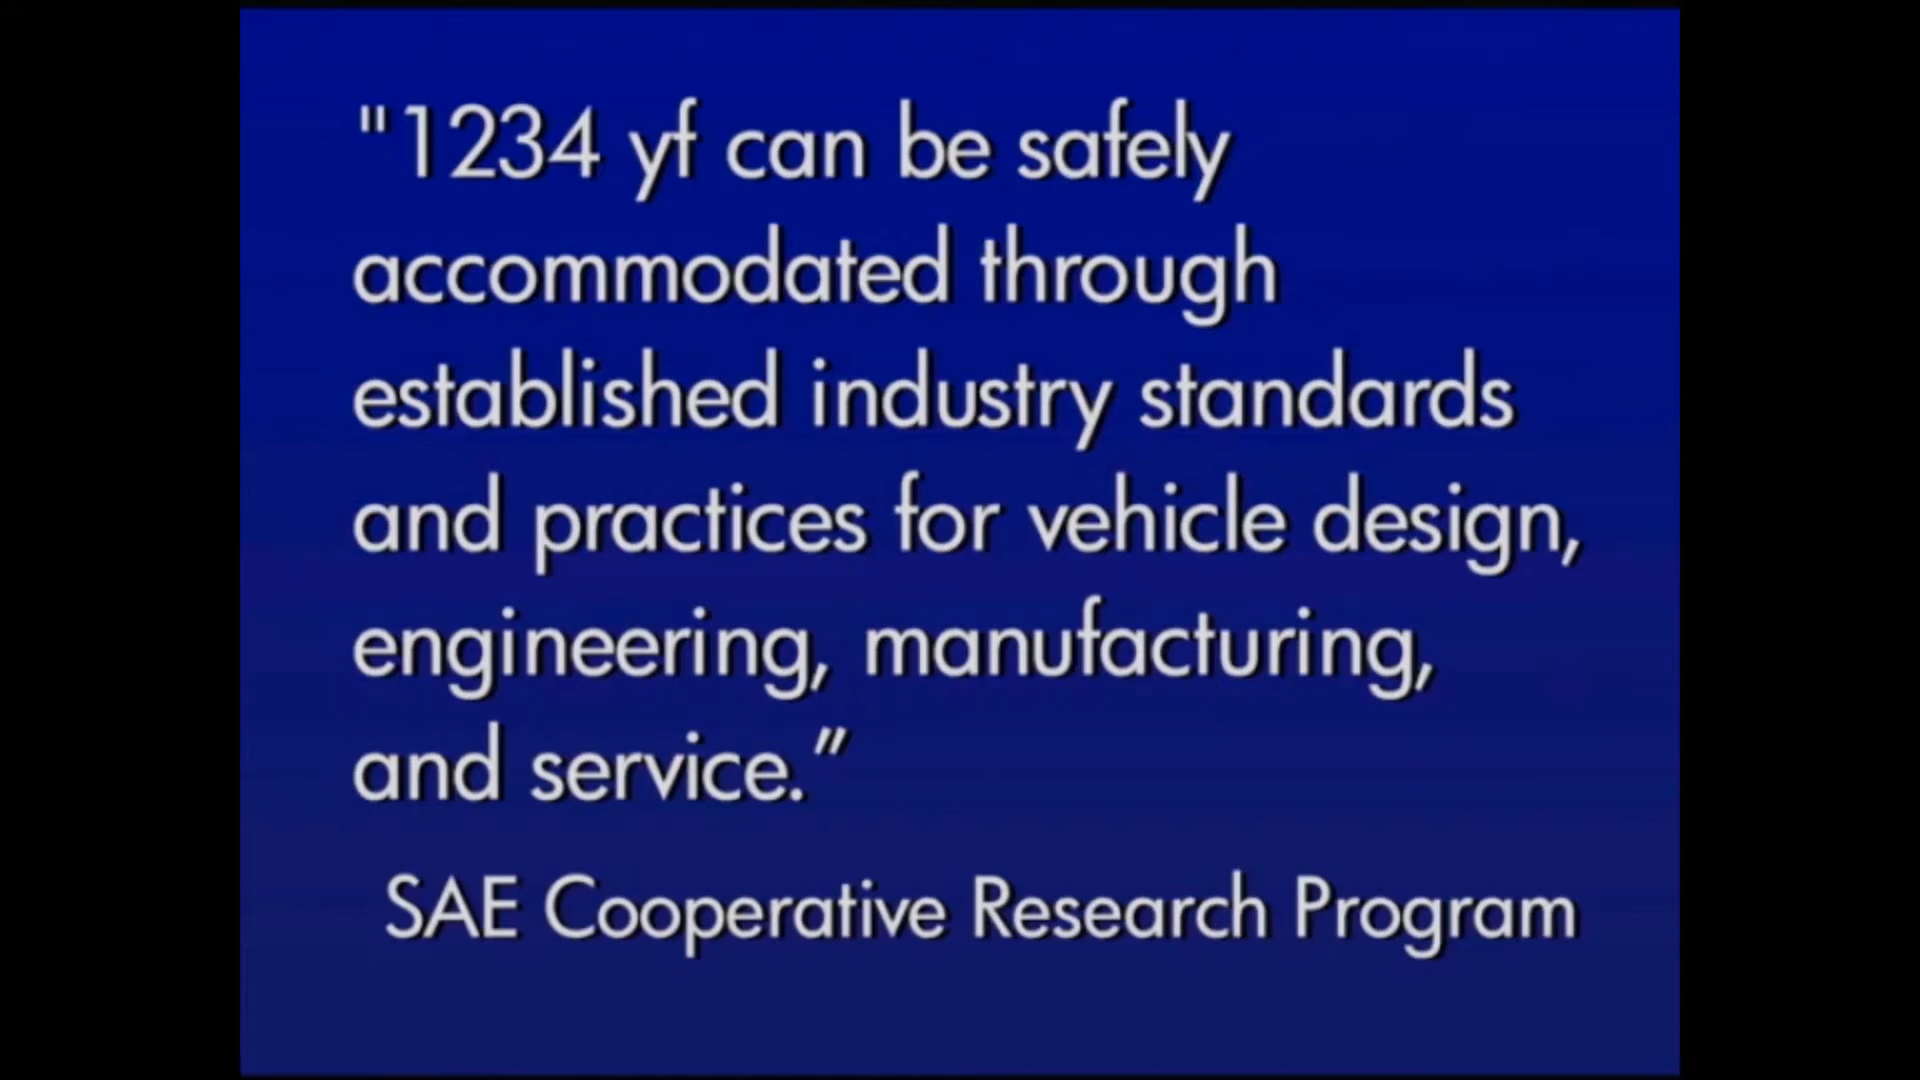 "1234 yf can be safely
accommodated through
established industry standards
and practices for vehicle design,
engineering, manufacturing,
and service.”
SAE Cooperative Research Program